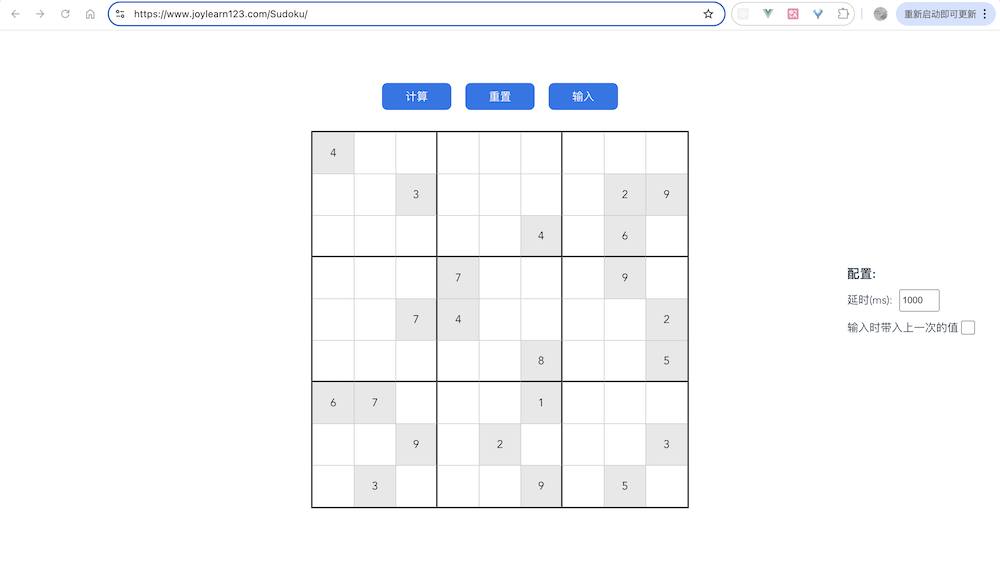 https://www.joylearn123.com/Sudoku/
重新启动即可更新
计算 重置 输入
4
3 2 9
4 6
7 9
7 4 2
8 5
6 7 1
9 2 3
3 9 5
配置:
延时(ms): 1000
输入时带入上一次的值